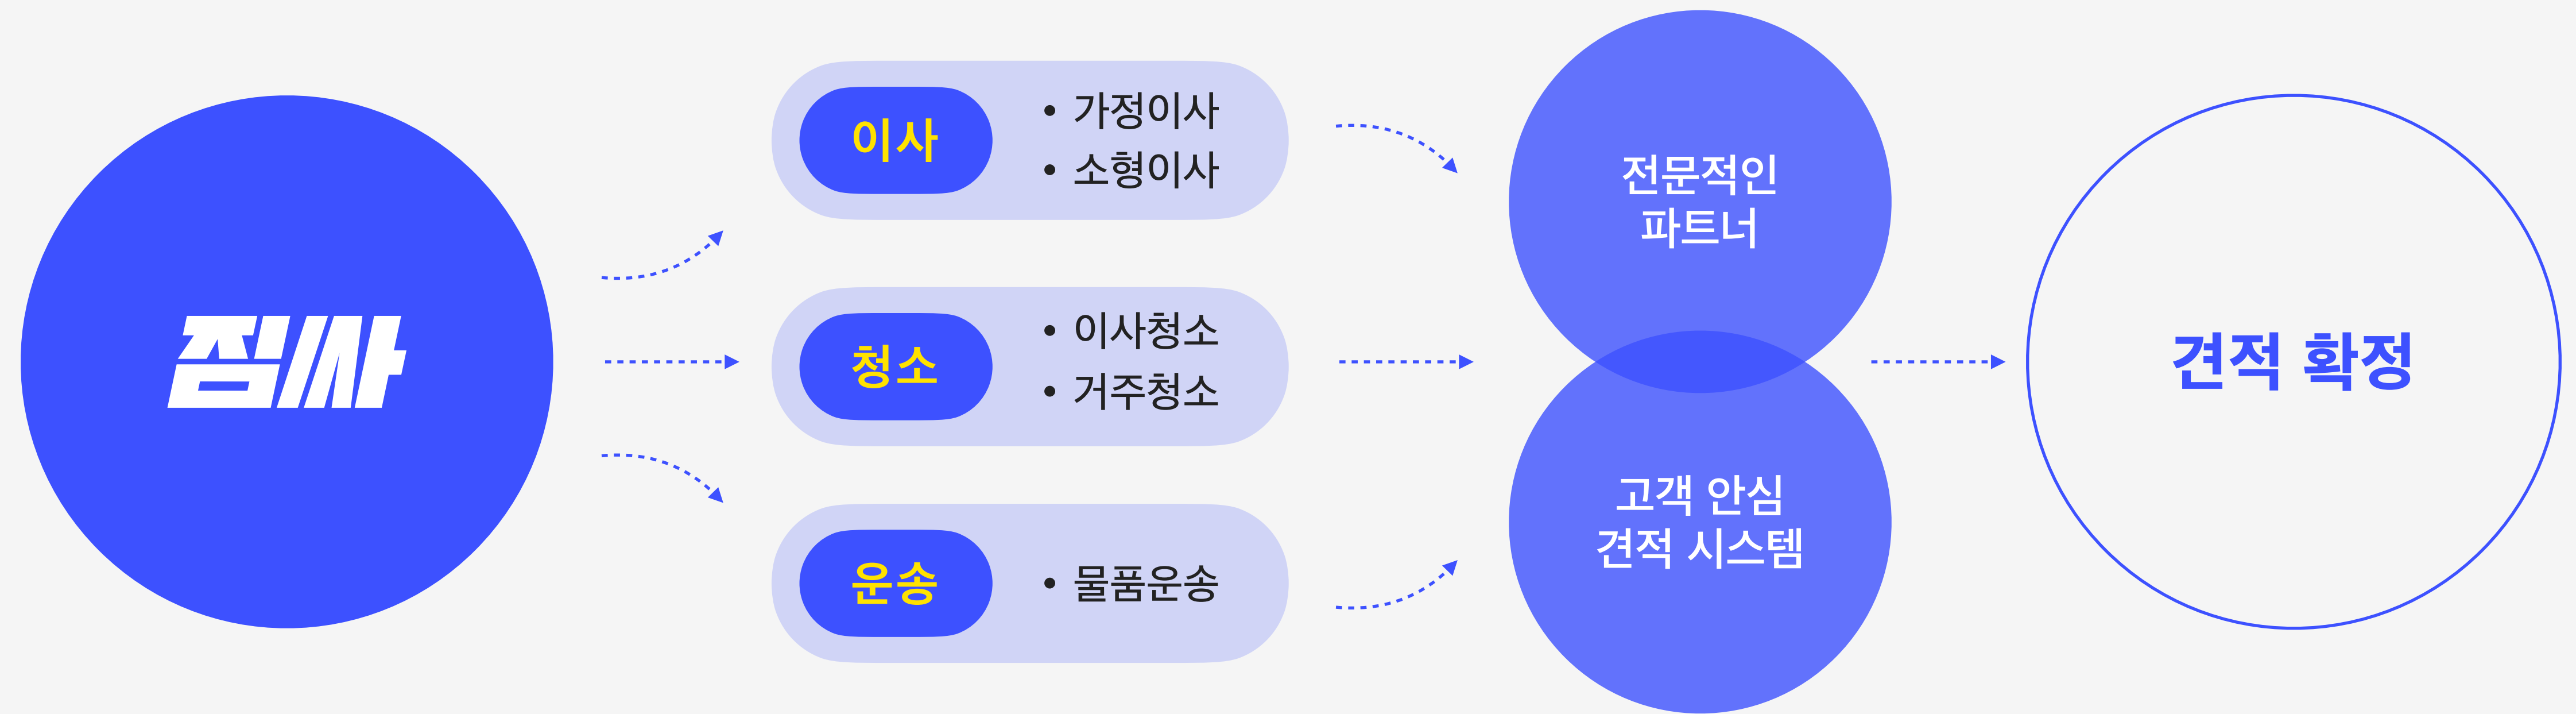 짐싸
이사
• 가정이사
• 소형이사
청소
• 이사청소
• 거주청소
운송
• 물품운송
전문적인
파트너
고객 안심
견적 시스템
견적 확정